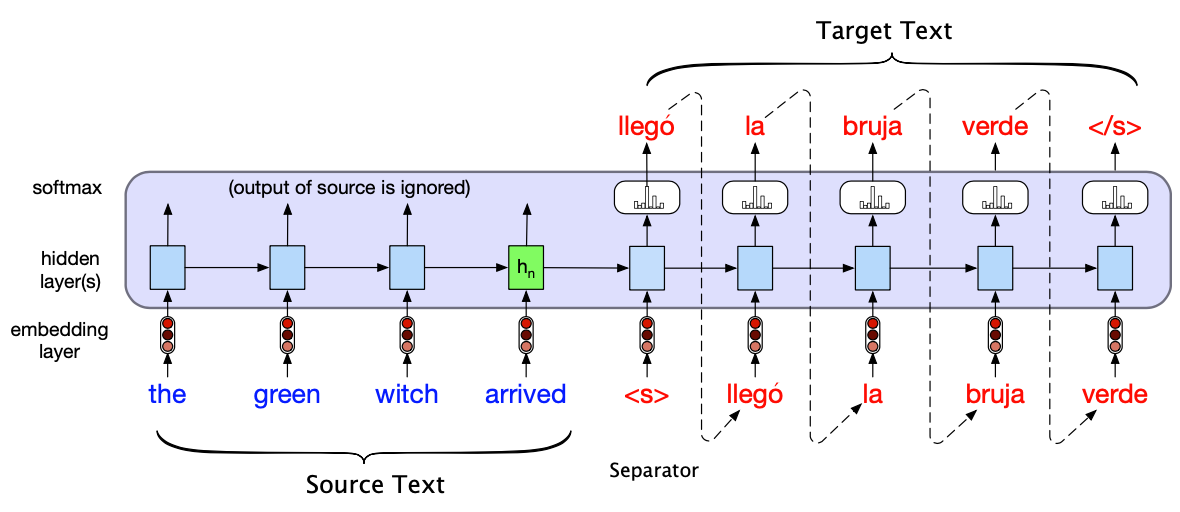 Target Text
llegó la bruja verde </s>
softmax (output of source is ignored)
hidden
layer(s)
hn
embedding
layer
the green witch arrived <s> llegó la bruja verde
Separator
Source Text